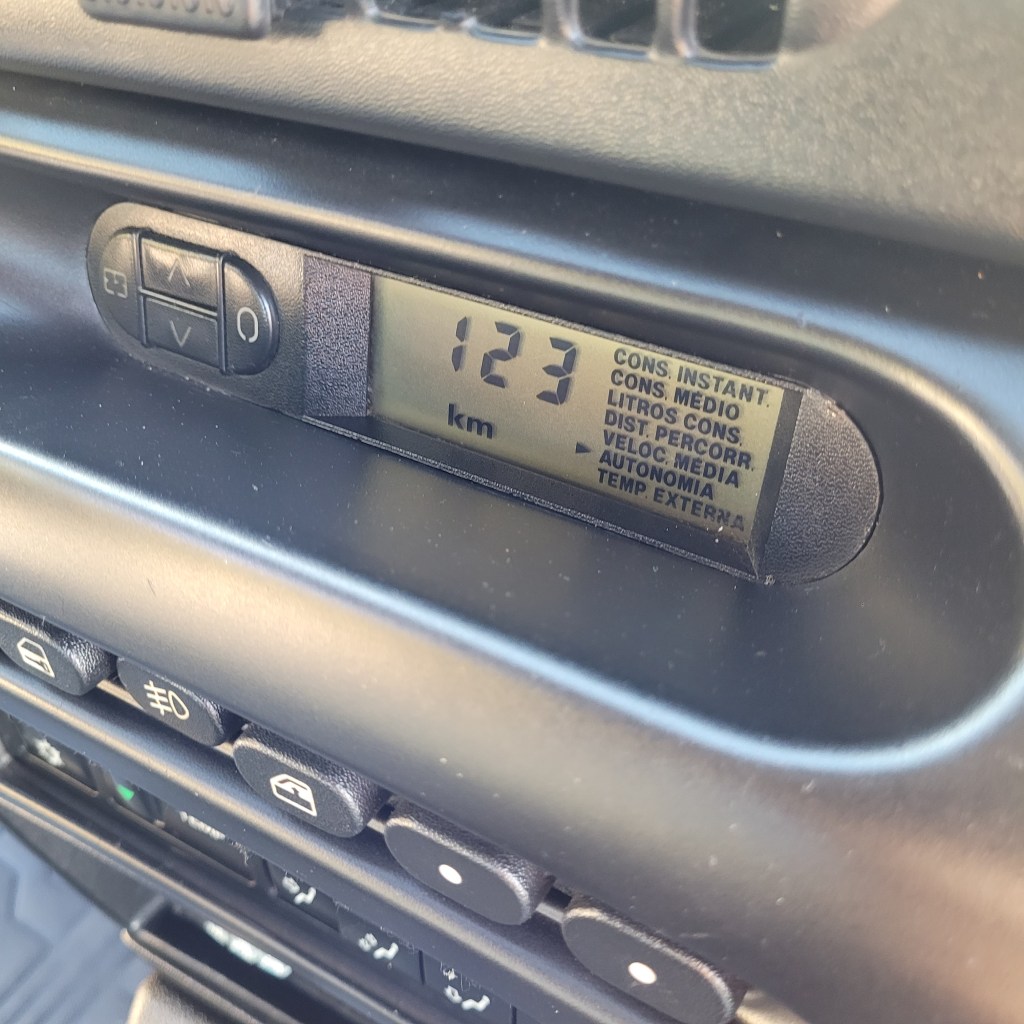 123
km
CONS. INSTANT.
CONS. MÉDIO
LITROS CONS.
DIST. PERCORR.
VELOC. MÉDIA
AUTONOMIA
TEMP. EXTERNA